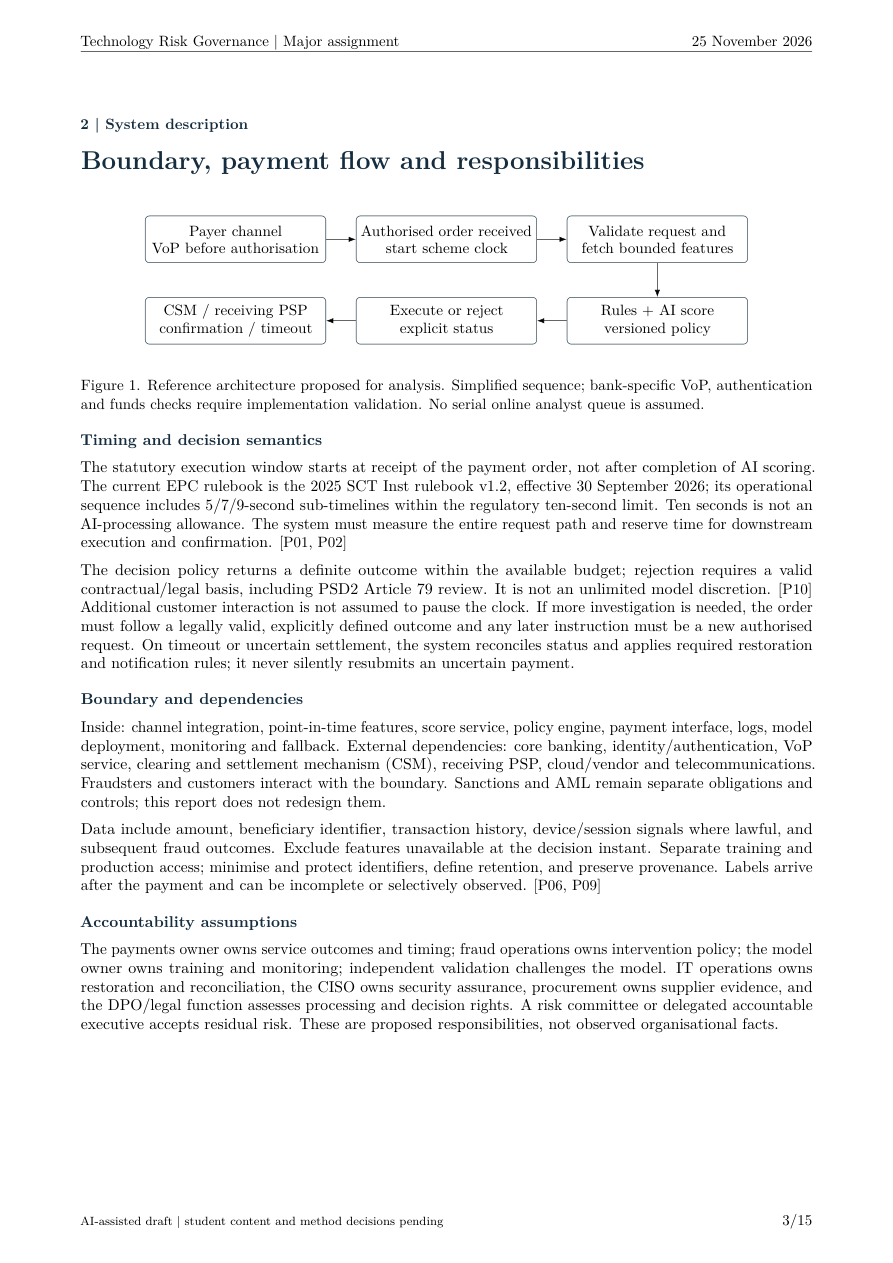 Technology Risk Governance | Major assignment 25 November 2026
2 | System description
Boundary, payment flow and responsibilities
Payer channel
VoP before authorisation
Authorised order received
start scheme clock
Validate request and
fetch bounded features
CSM / receiving PSP
confirmation / timeout
Execute or reject
explicit status
Rules + AI score
versioned policy
Figure 1. Reference architecture proposed for analysis. Simplified sequence; bank-specific VoP, authentication
and funds checks require implementation validation. No serial online analyst queue is assumed.
Timing and decision semantics
The statutory execution window starts at receipt of the payment order, not after completion of AI scoring.
The current EPC rulebook is the 2025 SCT Inst rulebook v1.2, effective 30 September 2026; its operational
sequence includes 5/7/9-second sub-timelines within the regulatory ten-second limit. Ten seconds is not an
AI-processing allowance. The system must measure the entire request path and reserve time for downstream
execution and confirmation. [P01, P02]
The decision policy returns a definite outcome within the available budget; rejection requires a valid
contractual/legal basis, including PSD2 Article 79 review. It is not an unlimited model discretion. [P10]
Additional customer interaction is not assumed to pause the clock. If more investigation is needed, the order
must follow a legally valid, explicitly defined outcome and any later instruction must be a new authorised
request. On timeout or uncertain settlement, the system reconciles status and applies required restoration
and notification rules; it never silently resubmits an uncertain payment.
Boundary and dependencies
Inside: channel integration, point-in-time features, score service, policy engine, payment interface, logs, model
deployment, monitoring and fallback. External dependencies: core banking, identity/authentication, VoP
service, clearing and settlement mechanism (CSM), receiving PSP, cloud/vendor and telecommunications.
Fraudsters and customers interact with the boundary. Sanctions and AML remain separate obligations and
controls; this report does not redesign them.
Data include amount, beneficiary identifier, transaction history, device/session signals where lawful, and
subsequent fraud outcomes. Exclude features unavailable at the decision instant. Separate training and
production access; minimise and protect identifiers, define retention, and preserve provenance. Labels arrive
after the payment and can be incomplete or selectively observed. [P06, P09]
Accountability assumptions
The payments owner owns service outcomes and timing; fraud operations owns intervention policy; the model
owner owns training and monitoring; independent validation challenges the model. IT operations owns
restoration and reconciliation, the CISO owns security assurance, procurement owns supplier evidence, and
the DPO/legal function assesses processing and decision rights. A risk committee or delegated accountable
executive accepts residual risk. These are proposed responsibilities, not observed organisational facts.
AI-assisted draft | student content and method decisions pending 3/15